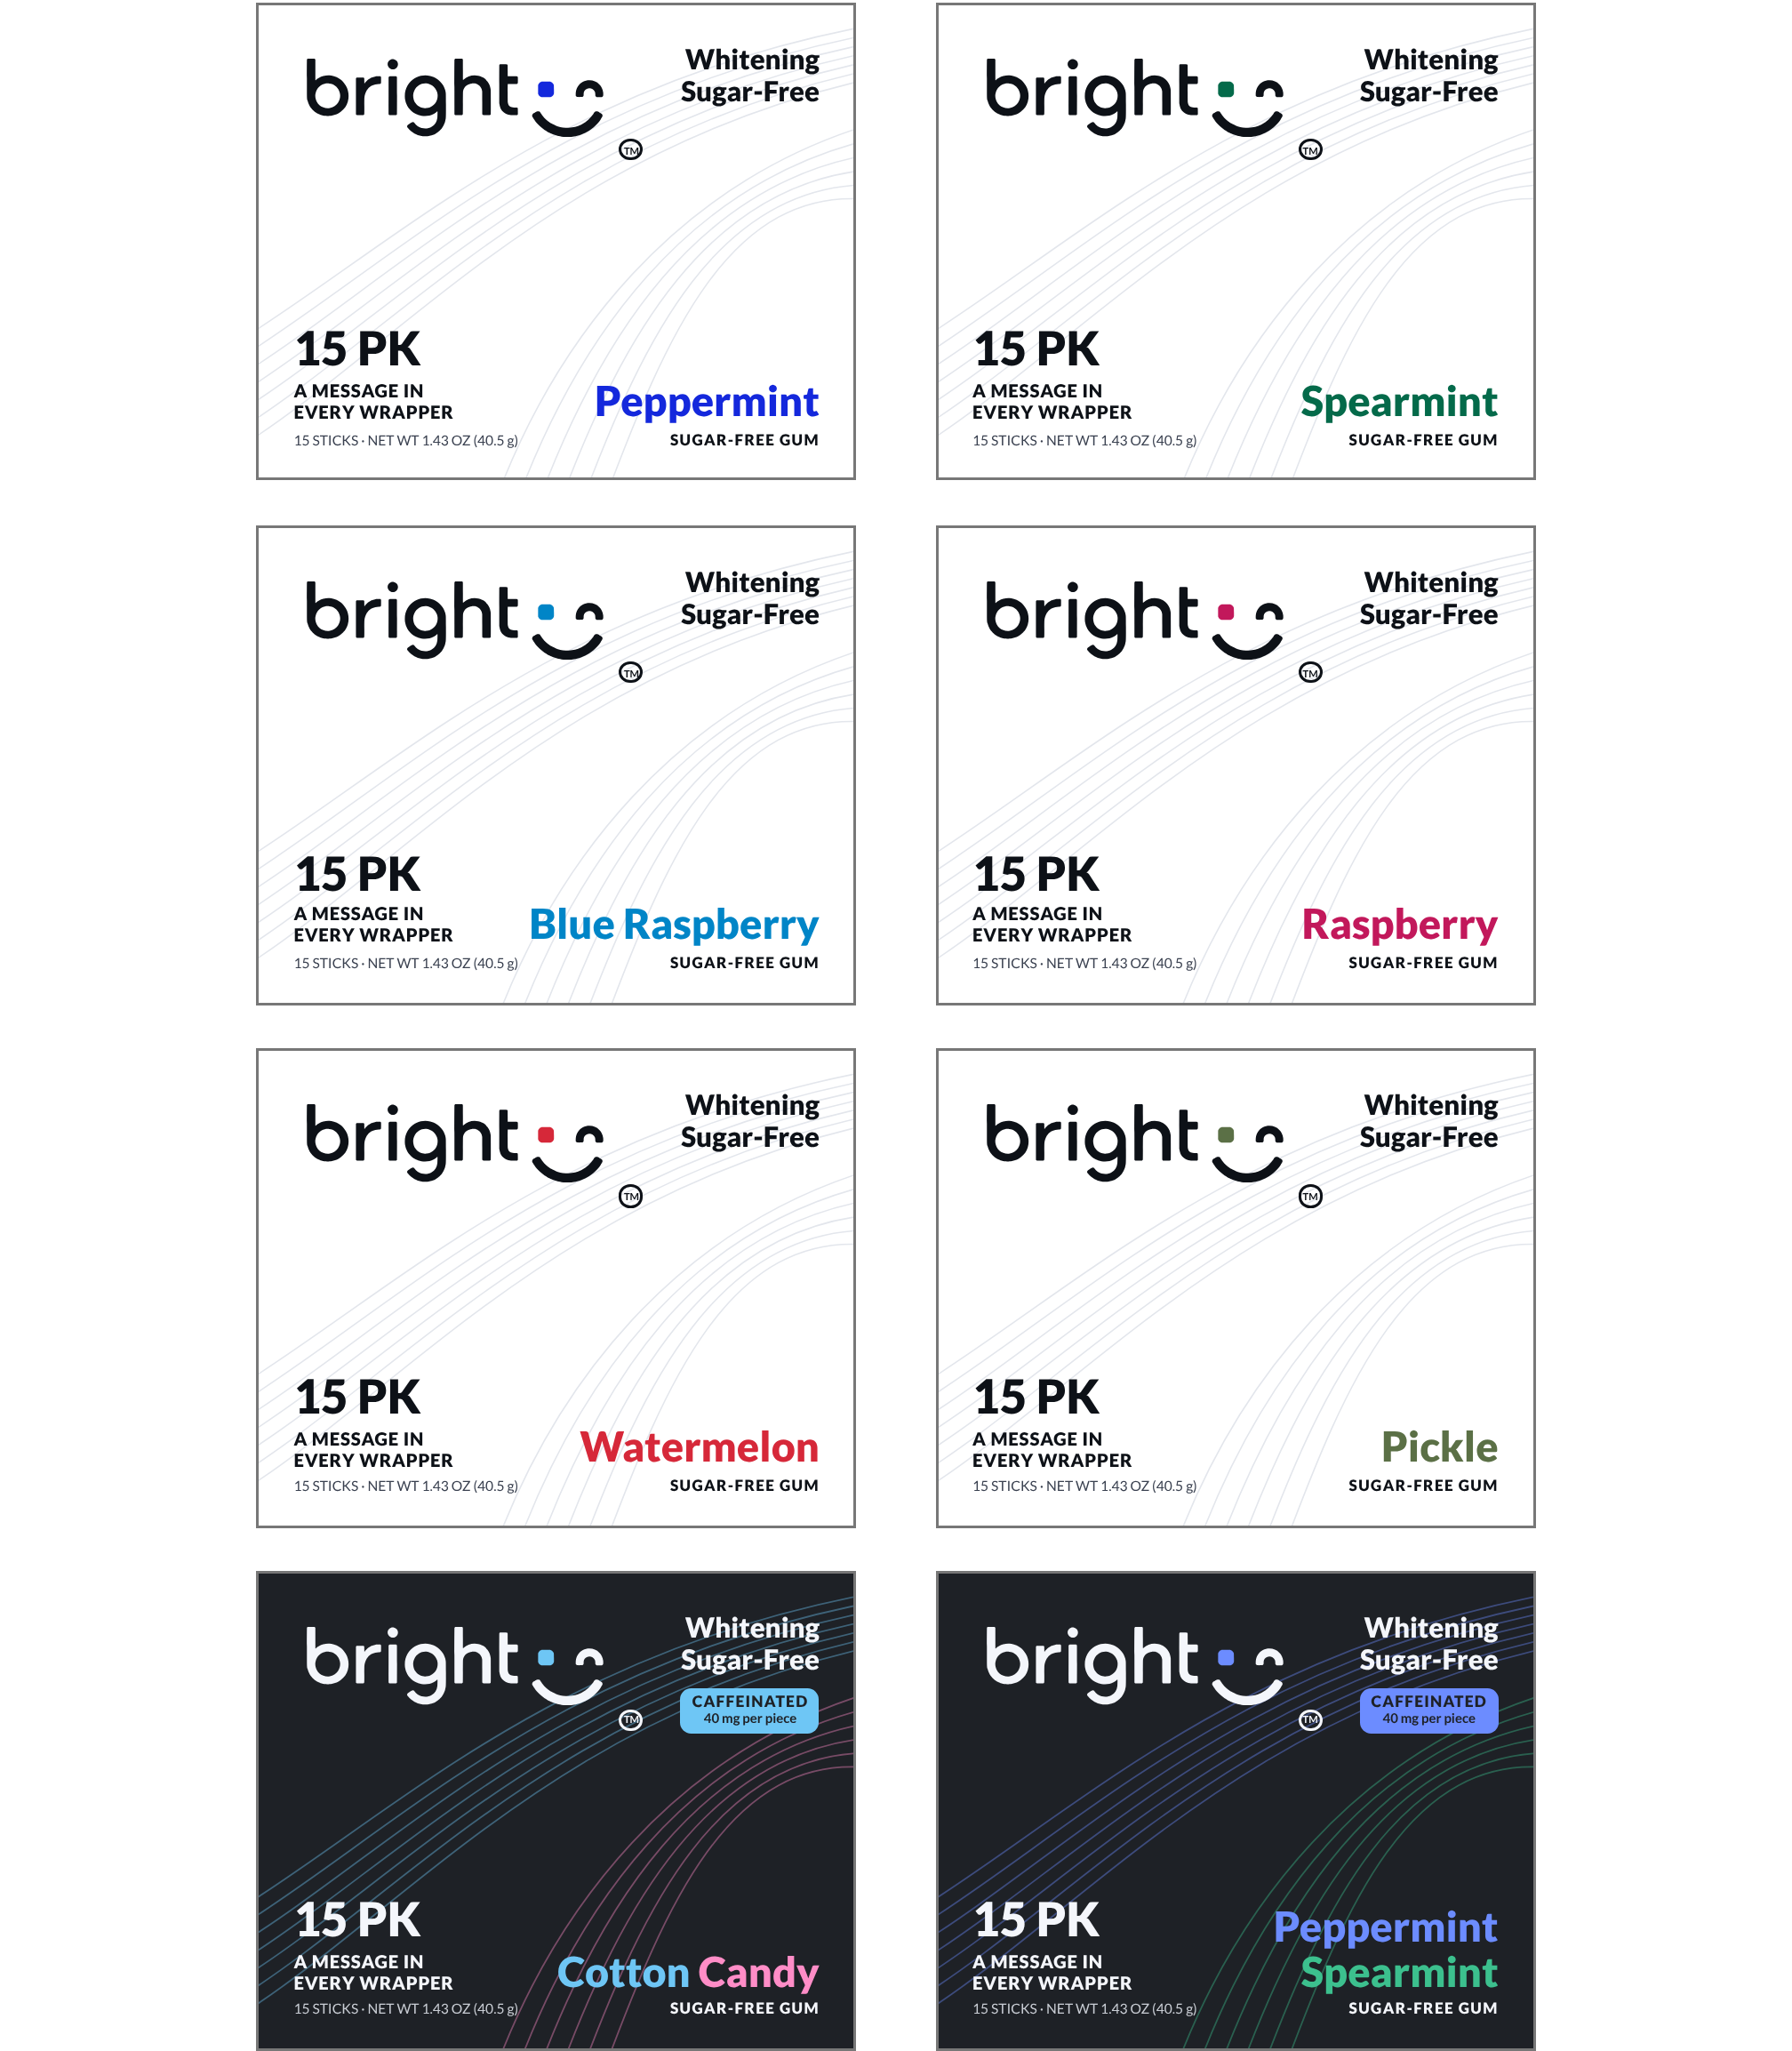 bright
TM
Whitening
Sugar-Free
15 PK
A MESSAGE IN
EVERY WRAPPER
15 STICKS · NET WT 1.43 OZ (40.5 g)
Peppermint
SUGAR-FREE GUM
bright
TM
Whitening
Sugar-Free
15 PK
A MESSAGE IN
EVERY WRAPPER
15 STICKS · NET WT 1.43 OZ (40.5 g)
Spearmint
SUGAR-FREE GUM
bright
TM
Whitening
Sugar-Free
15 PK
A MESSAGE IN
EVERY WRAPPER
15 STICKS · NET WT 1.43 OZ (40.5 g)
Blue Raspberry
SUGAR-FREE GUM
bright
TM
Whitening
Sugar-Free
15 PK
A MESSAGE IN
EVERY WRAPPER
15 STICKS · NET WT 1.43 OZ (40.5 g)
Raspberry
SUGAR-FREE GUM
bright
TM
Whitening
Sugar-Free
15 PK
A MESSAGE IN
EVERY WRAPPER
15 STICKS · NET WT 1.43 OZ (40.5 g)
Watermelon
SUGAR-FREE GUM
bright
TM
Whitening
Sugar-Free
15 PK
A MESSAGE IN
EVERY WRAPPER
15 STICKS · NET WT 1.43 OZ (40.5 g)
Pickle
SUGAR-FREE GUM
bright
TM
Whitening
Sugar-Free
CAFFEINATED
40 mg per piece
15 PK
A MESSAGE IN
EVERY WRAPPER
15 STICKS · NET WT 1.43 OZ (40.5 g)
Cotton Candy
SUGAR-FREE GUM
bright
TM
Whitening
Sugar-Free
CAFFEINATED
40 mg per piece
15 PK
A MESSAGE IN
EVERY WRAPPER
15 STICKS · NET WT 1.43 OZ (40.5 g)
Peppermint
Spearmint
SUGAR-FREE GUM